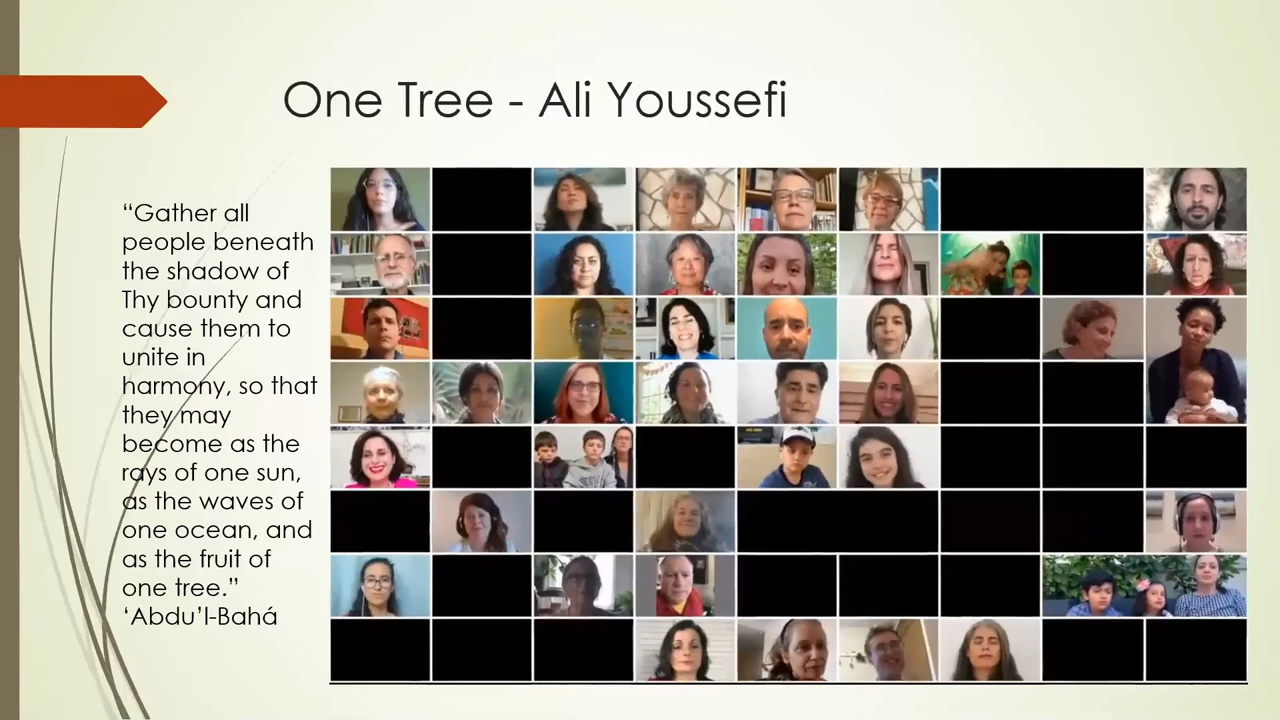 One Tree - Ali Youssefi
“Gather all
people beneath
the shadow of
Thy bounty and
cause them to
unite in
harmony, so that
they may
become as the
rays of one sun,
as the waves of
one ocean, and
as the fruit of
one tree.”
‘Abdu’l-Bahá